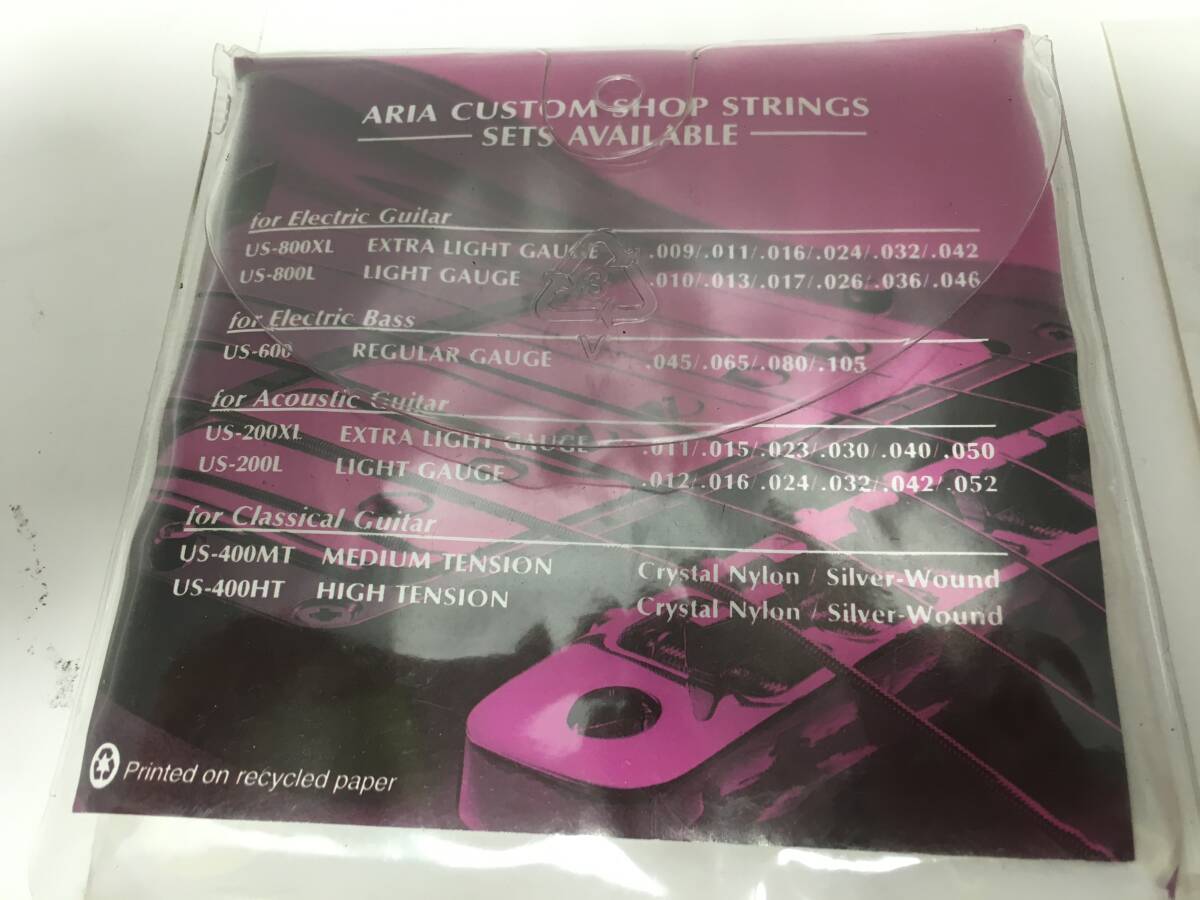 ARIA CUSTOM SHOP STRINGS
SETS AVAILABLE
for Electric Guitar
US-800XL EXTRA LIGHT GAUGE .009/.011/.016/.024/.032/.042
US-800L LIGHT GAUGE .010/.013/.017/.026/.036/.046
for Electric Bass
US-600 REGULAR GAUGE .045/.065/.080/.105
for Acoustic Guitar
US-200XL EXTRA LIGHT GAUGE .011/.015/.023/.030/.040/.050
US-200L LIGHT GAUGE .012/.016/.024/.032/.042/.052
for Classical Guitar
US-400MT MEDIUM TENSION Crystal Nylon / Silver-Wound
US-400HT HIGH TENSION Crystal Nylon / Silver-Wound
Printed on recycled paper